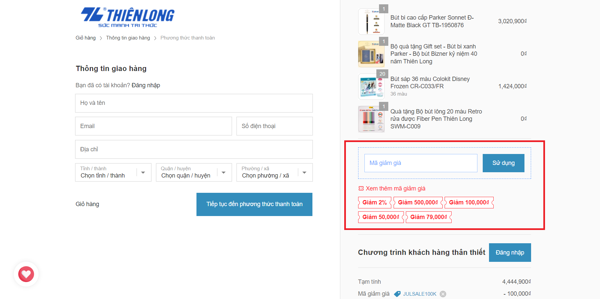 THIÊNLONG
SỨC MẠNH TRI THỨC
Giỏ hàng > Thông tin giao hàng > Phương thức thanh toán
Thông tin giao hàng
Bạn đã có tài khoản? Đăng nhập
Họ và tên
Email
Số điện thoại
Địa chỉ
Tỉnh / thành
Chọn tỉnh / thành
Quận / huyện
Chọn quận / huyện
Phường / xã
Chọn phường / xã
Giỏ hàng
Tiếp tục đến phương thức thanh toán
1
Bút bi cao cấp Parker Sonnet D-
Matte Black GT TB-1950876
3,020,900₫
1
Bộ quà tặng Gift set - Bút bi xanh
Parker - Bộ bút Bizner kỷ niệm 40
năm Thiên Long
0₫
20
Bút sáp 36 màu Colokit Disney
Frozen CR-C033/FR
36 màu
1,424,000₫
1
Quà tặng Bộ bút lông 20 màu Retro
rửa được Fiber Pen Thiên Long
SWM-C009
0₫
Mã giảm giá
Sử dụng
Xem thêm mã giảm giá
Giảm 2%
Giảm 500,000₫
Giảm 100,000₫
Giảm 50,000₫
Giảm 79,000₫
Chương trình khách hàng thân thiết
Đăng nhập
Tạm tính
4,444,900₫
Mã giảm giá
JULSALE100K
- 100,000₫